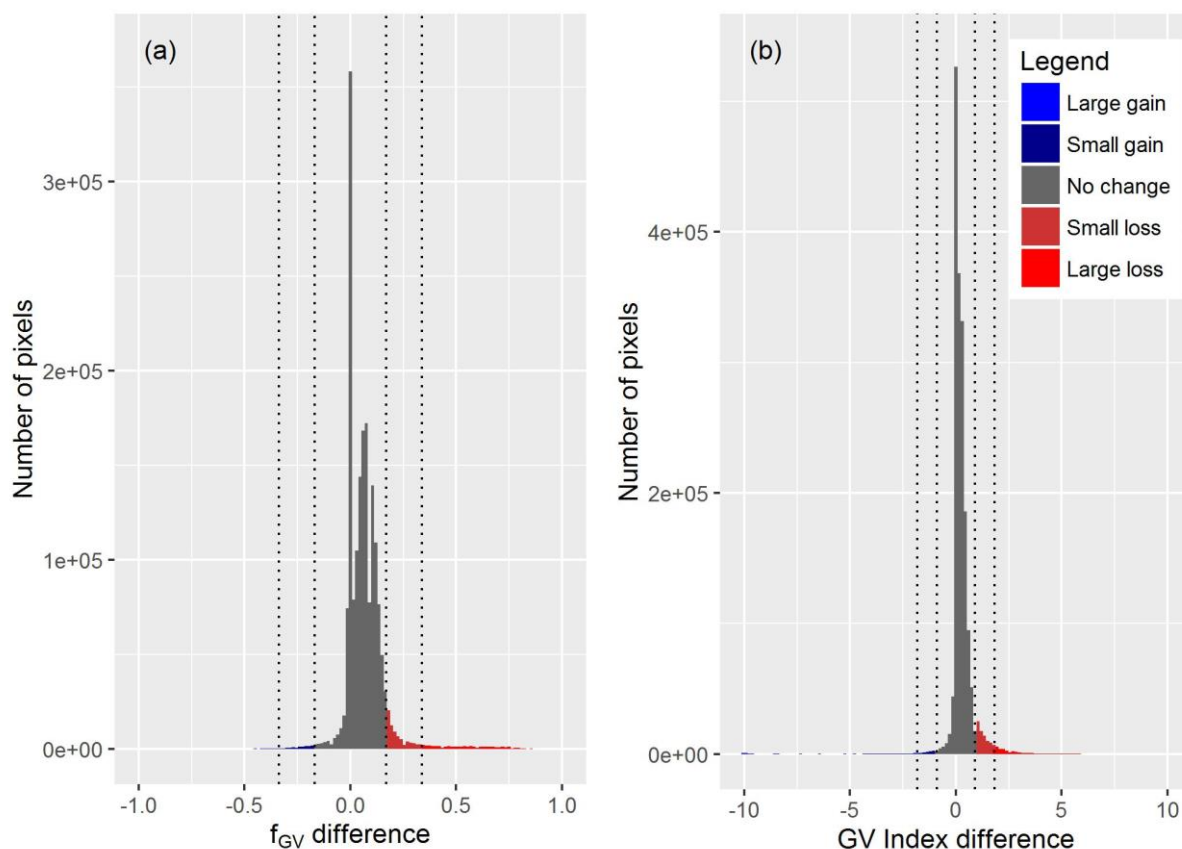 (a)
Number of pixels
3e+05
2e+05
1e+05
0e+00
-1.0
-0.5
0.0
0.5
1.0
fGV difference
(b)
Number of pixels
4e+05
2e+05
0e+00
-10
-5
0
5
10
GV Index difference
Legend
Large gain
Small gain
No change
Small loss
Large loss